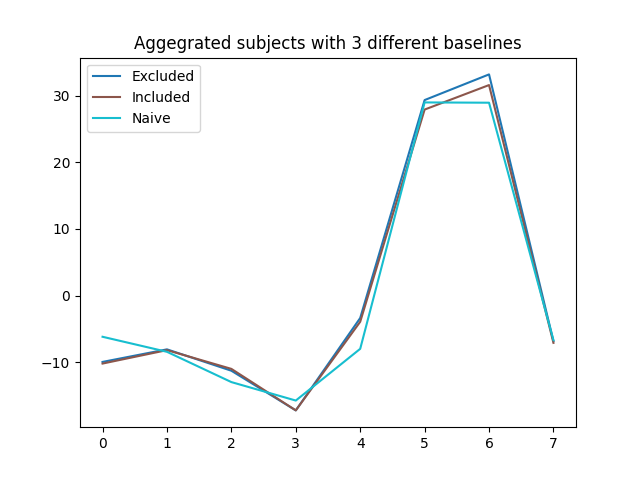 Aggegrated subjects with 3 different baselines
Excluded
Included
Naive
30
20
10
0
−10
0 1 2 3 4 5 6 7